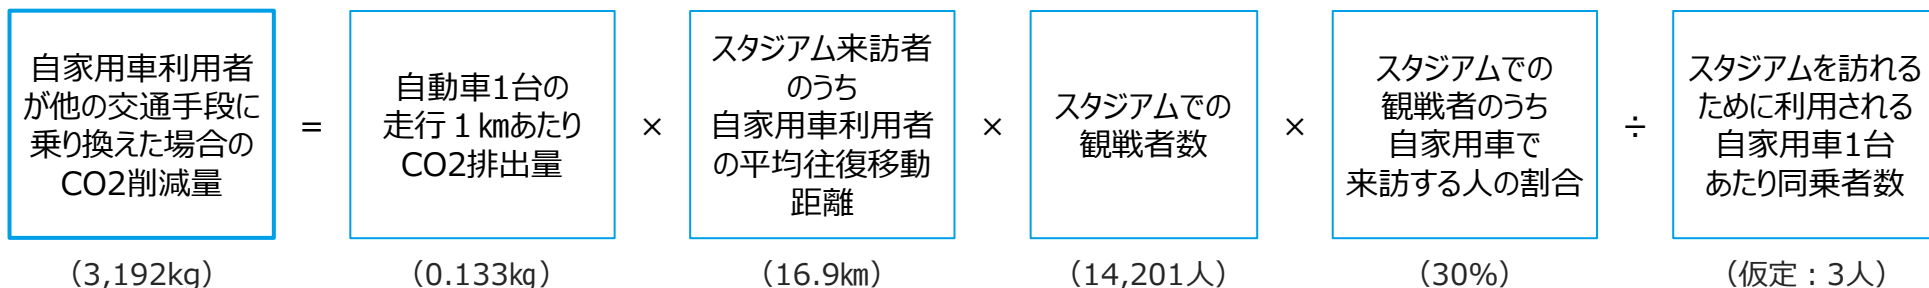 自家用車利用者
が他の交通手段に
乗り換えた場合の
CO2削減量
(3,192kg)
=
自動車1台の
走行１㎞あたり
CO2排出量
(0.133㎏)
×
スタジアム来訪者
のうち
自家用車利用者
の平均往復移動
距離
(16.9㎞)
×
スタジアムでの
観戦者数
(14,201人)
×
スタジアムでの
観戦者のうち
自家用車で
来訪する人の割合
(30%)
÷
スタジアムを訪れる
ために利用される
自家用車1台
あたり同乗者数
(仮定：3人)